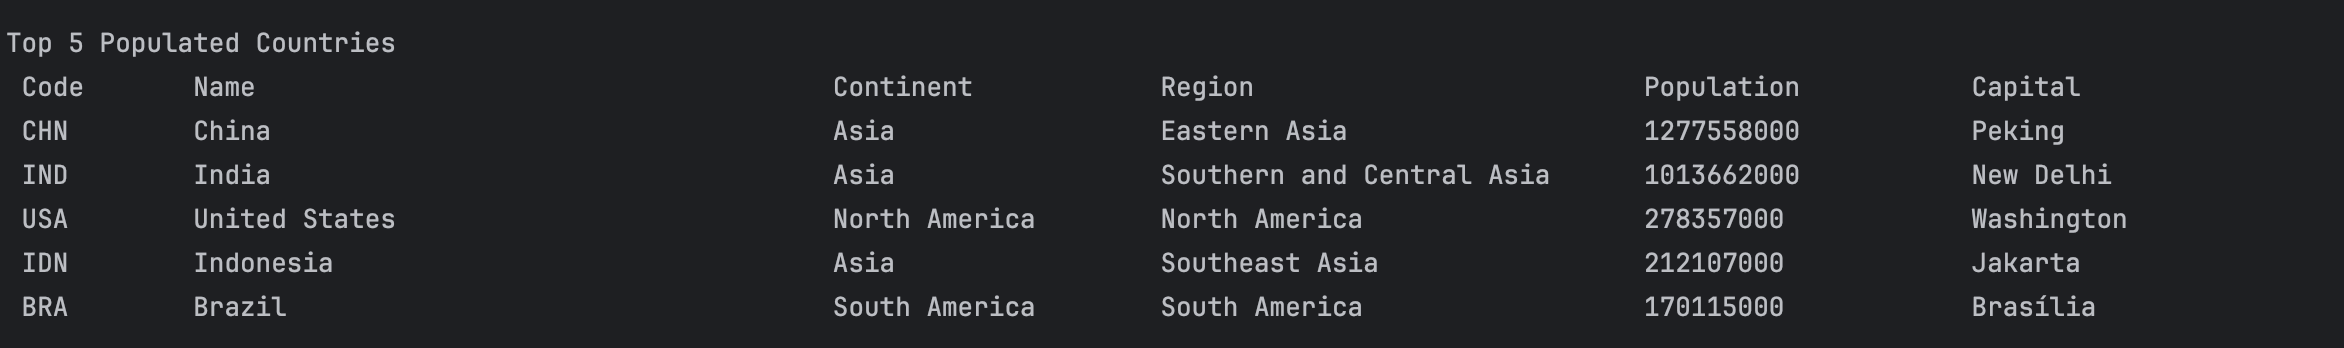 Top 5 Populated Countries
Code Name Continent Region Population Capital
CHN China Asia Eastern Asia 1277558000 Peking
IND India Asia Southern and Central Asia 1013662000 New Delhi
USA United States North America North America 278357000 Washington
IDN Indonesia Asia Southeast Asia 212107000 Jakarta
BRA Brazil South America South America 170115000 Brasília